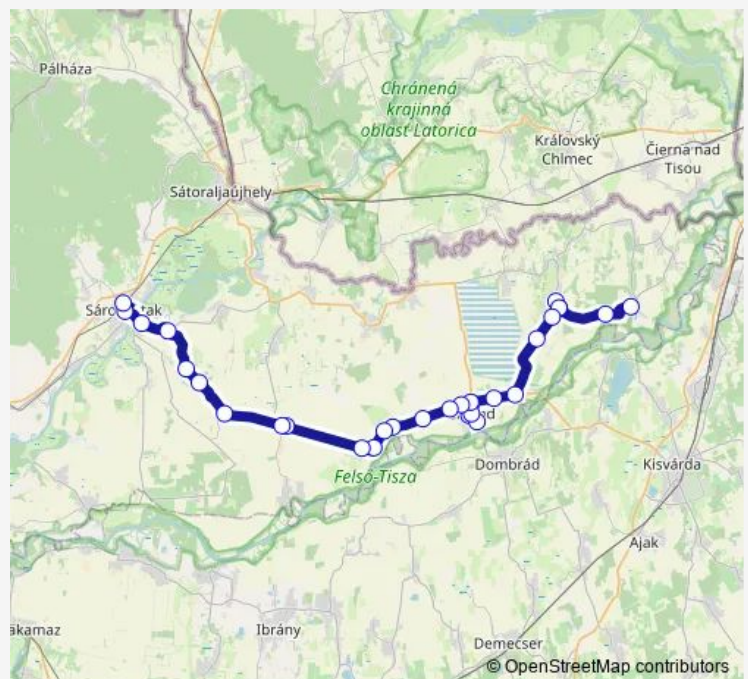 Pálháza
Chránená
krajinná
oblast Latorica
Kráľovský
Chlmec
Čierna nad
Tisou
Sátoraljaújhely
Felső-Tisza
Dombrád
Kisvárda
Ajak
Ibrány
Demecser
© OpenStreetMap contributors